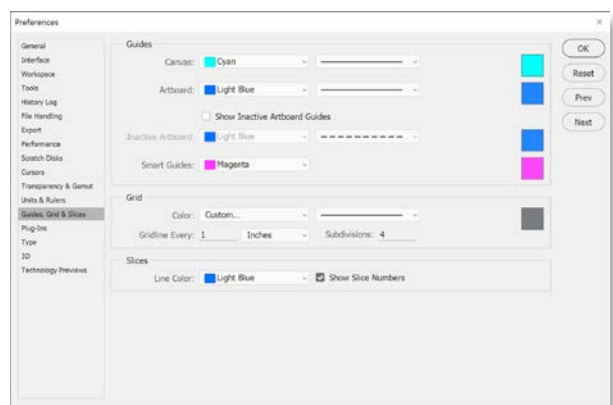 Preferences
General
Interface
Workspace
Tools
History Log
File Handling
Export
Performance
Scratch Disks
Cursors
Transparency & Gamut
Units & Rulers
Guides, Grid & Slices
Plug-Ins
Type
3D
Technology Previews
Guides
Canvas: Cyan
Artboard: Light Blue
Show Inactive Artboard Guides
Inactive Artboard: Light Blue
Smart Guides: Magenta
Grid
Color: Custom...
Gridline Every: 1 Inches Subdivisions: 4
Slices
Line Color: Light Blue Show Slice Numbers
OK
Reset
Prev
Next